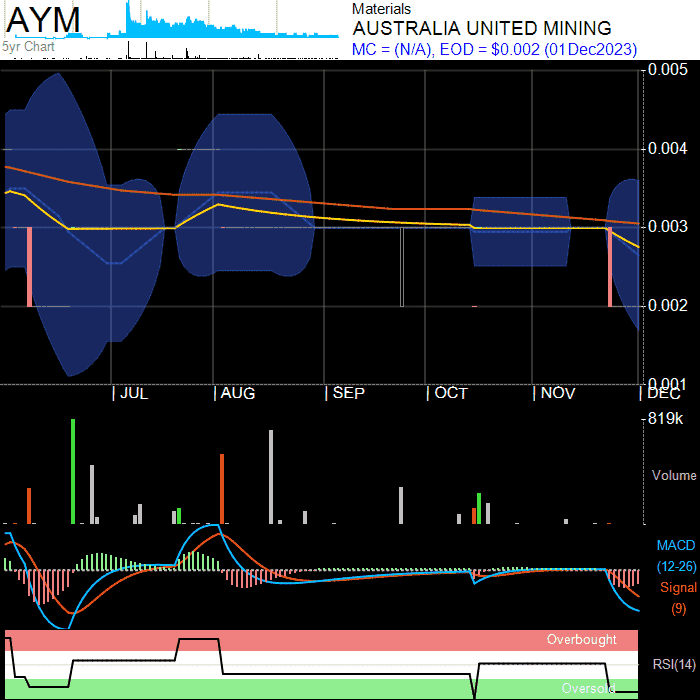 AYM
5yr Chart
Materials
AUSTRALIA UNITED MINING
MC = (N/A), EOD = $0.002 (01Dec2023)
0.005
0.004
0.003
0.002
0.001
JUL
AUG
SEP
OCT
NOV
DEC
819k
Volume
MACD
(12-26)
Signal
(9)
Overbought
RSI(14)
Oversold